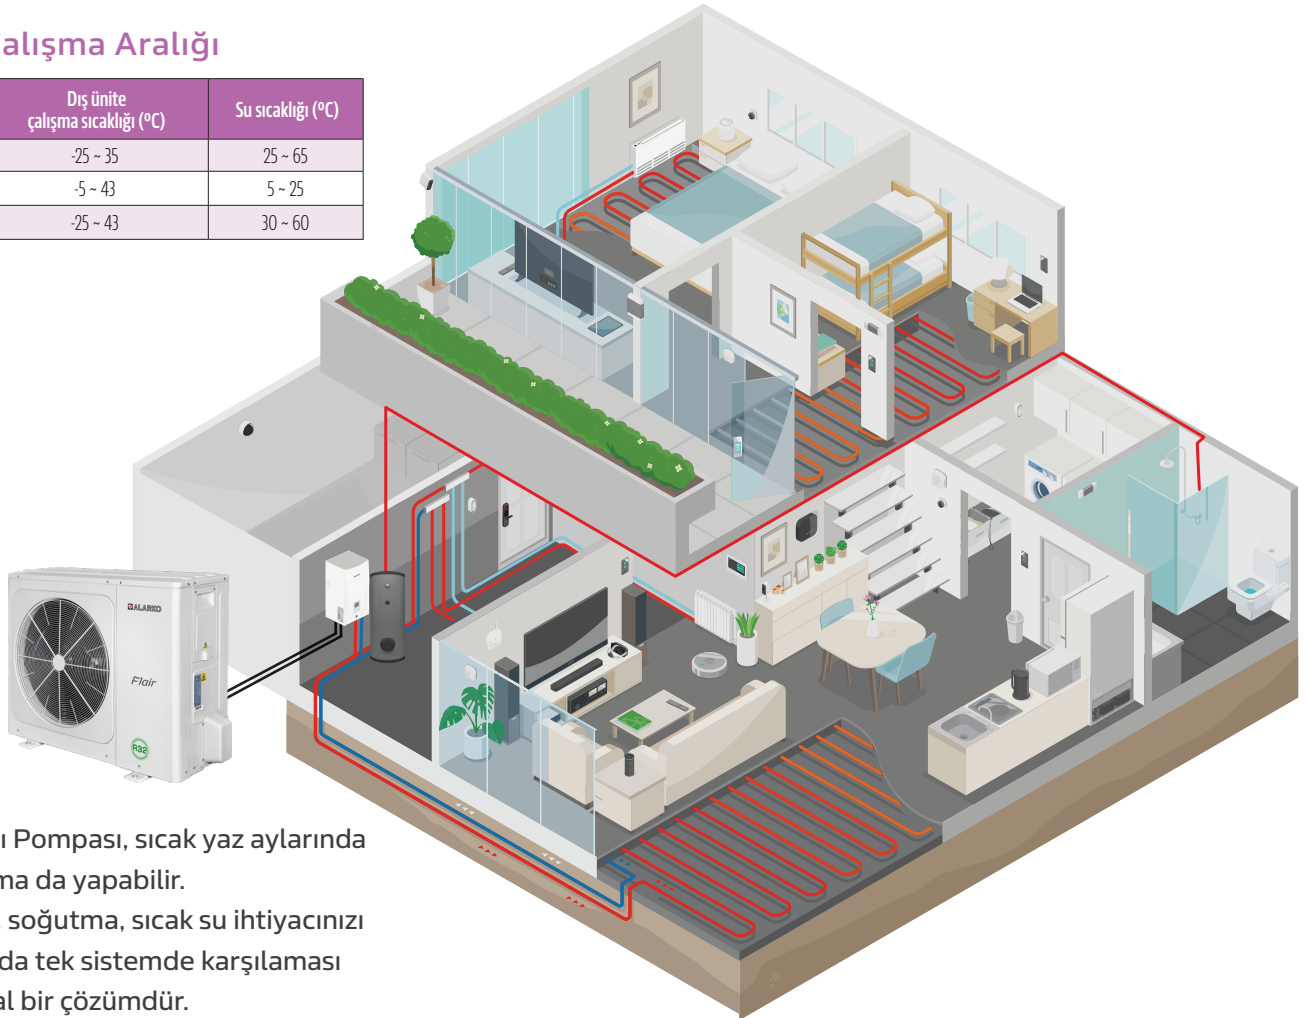 alışma Aralığı
Dış ünite
çalışma sıcaklığı (ºC)
Su sıcaklığı (ºC)
-25 ~ 35
25 ~ 65
-5 ~ 43
5 ~ 25
-25 ~ 43
30 ~ 60
ALARKO
Flair
R32
ı Pompası, sıcak yaz aylarında
ma da yapabilir.
soğutma, sıcak su ihtiyacınızı
da tek sistemde karşılaması
al bir çözümdür.